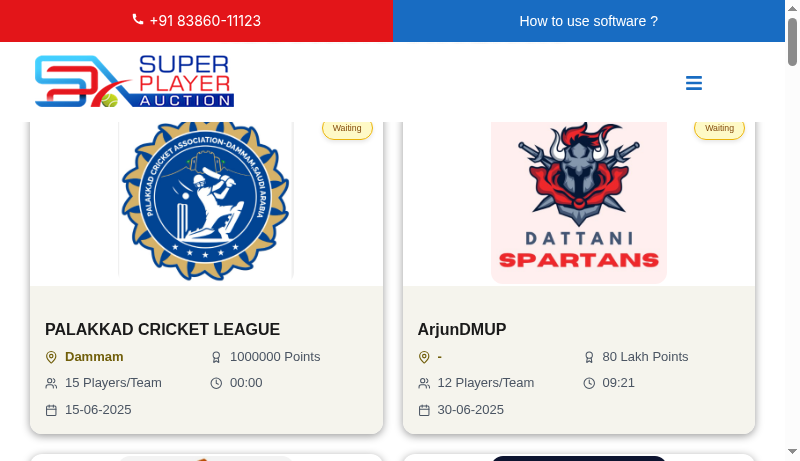 +91 83860-11123
How to use software ?
SUPER
PLAYER
AUCTION
Waiting
Waiting
PALAKKAD CRICKET ASSOCIATION-DAMMAM, SAUDI ARABIA
DATTANI
SPARTANS
PALAKKAD CRICKET LEAGUE
Dammam
1000000 Points
15 Players/Team
00:00
15-06-2025
ArjunDMUP
-
80 Lakh Points
12 Players/Team
09:21
30-06-2025